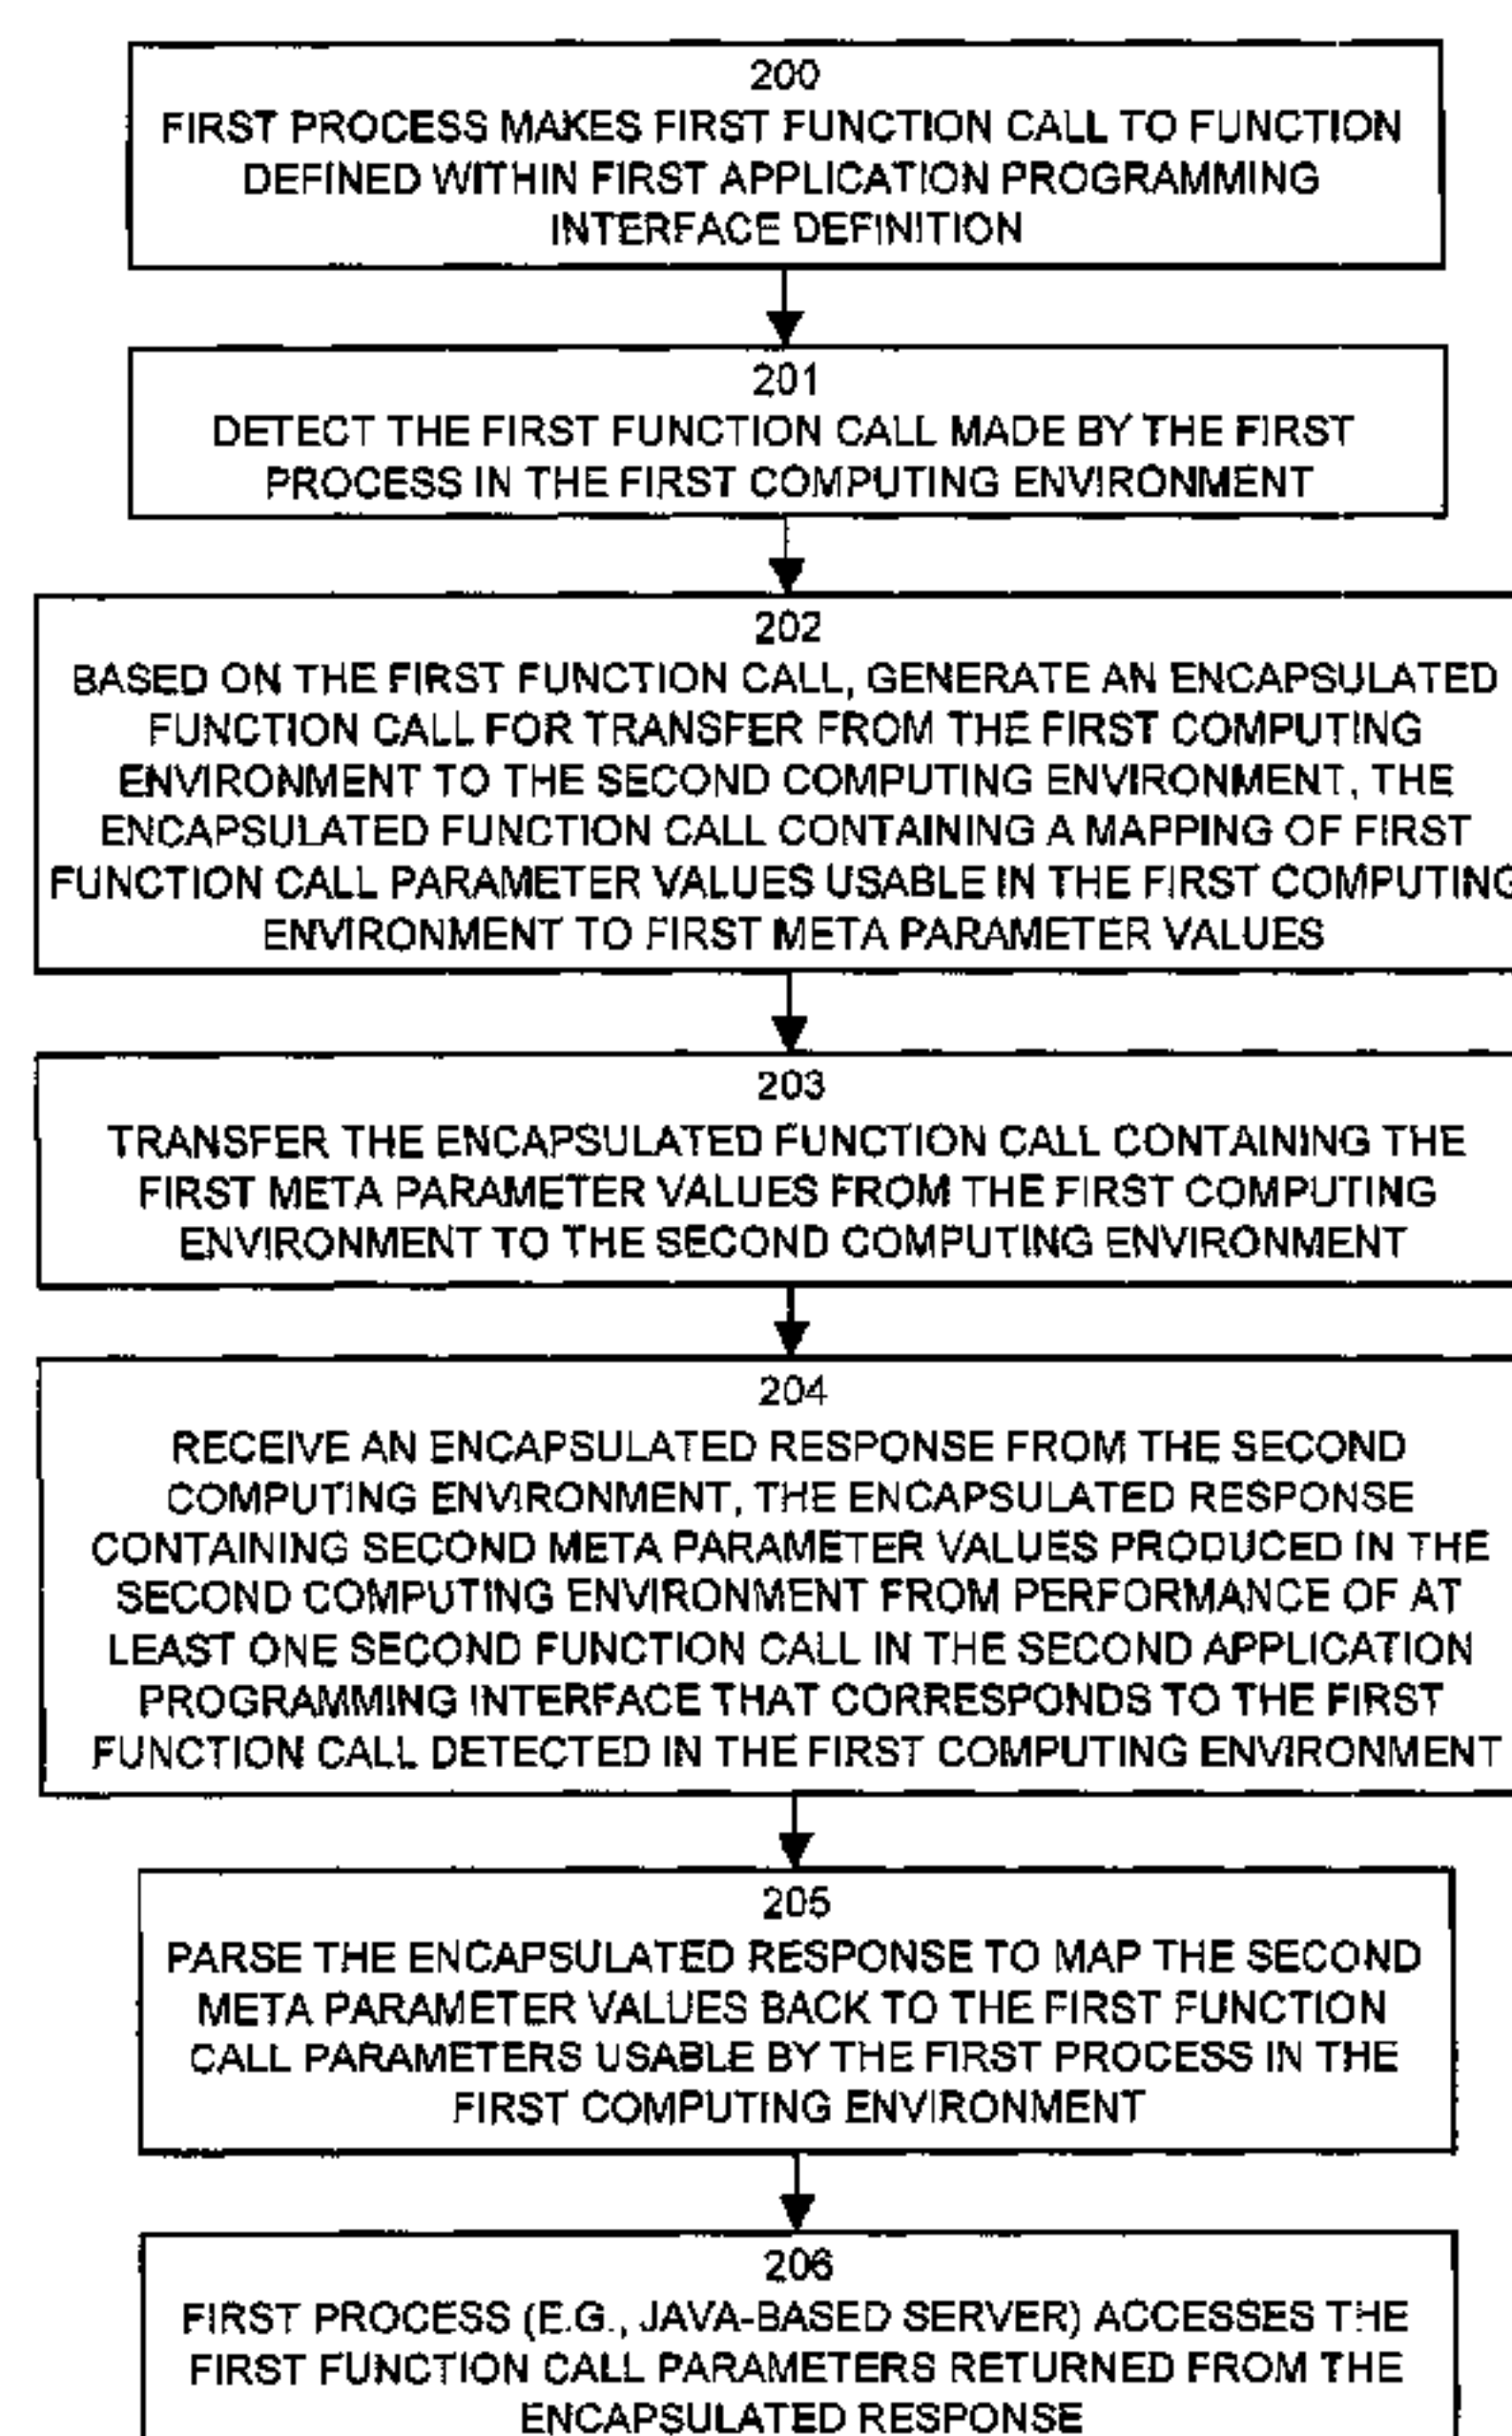 200
FIRST PROCESS MAKES FIRST FUNCTION CALL TO FUNCTION
DEFINED WITHIN FIRST APPLICATION PROGRAMMING
INTERFACE DEFINITION
201
DETECT THE FIRST FUNCTION CALL MADE BY THE FIRST
PROCESS IN THE FIRST COMPUTING ENVIRONMENT
202
BASED ON THE FIRST FUNCTION CALL, GENERATE AN ENCAPSULATED
FUNCTION CALL FOR TRANSFER FROM THE FIRST COMPUTING
ENVIRONMENT TO THE SECOND COMPUTING ENVIRONMENT, THE
ENCAPSULATED FUNCTION CALL CONTAINING A MAPPING OF FIRST
FUNCTION CALL PARAMETER VALUES USABLE IN THE FIRST COMPUTING
ENVIRONMENT TO FIRST META PARAMETER VALUES
203
TRANSFER THE ENCAPSULATED FUNCTION CALL CONTAINING THE
FIRST META PARAMETER VALUES FROM THE FIRST COMPUTING
ENVIRONMENT TO THE SECOND COMPUTING ENVIRONMENT
204
RECEIVE AN ENCAPSULATED RESPONSE FROM THE SECOND
COMPUTING ENVIRONMENT, THE ENCAPSULATED RESPONSE
CONTAINING SECOND META PARAMETER VALUES PRODUCED IN THE
SECOND COMPUTING ENVIRONMENT FROM PERFORMANCE OF AT
LEAST ONE SECOND FUNCTION CALL IN THE SECOND APPLICATION
PROGRAMMING INTERFACE THAT CORRESPONDS TO THE FIRST
FUNCTION CALL DETECTED IN THE FIRST COMPUTING ENVIRONMENT
205
PARSE THE ENCAPSULATED RESPONSE TO MAP THE SECOND
META PARAMETER VALUES BACK TO THE FIRST FUNCTION
CALL PARAMETERS USABLE BY THE FIRST PROCESS IN THE
FIRST COMPUTING ENVIRONMENT
206
FIRST PROCESS (E.G., JAVA-BASED SERVER) ACCESSES THE
FIRST FUNCTION CALL PARAMETERS RETURNED FROM THE
ENCAPSULATED RESPONSE